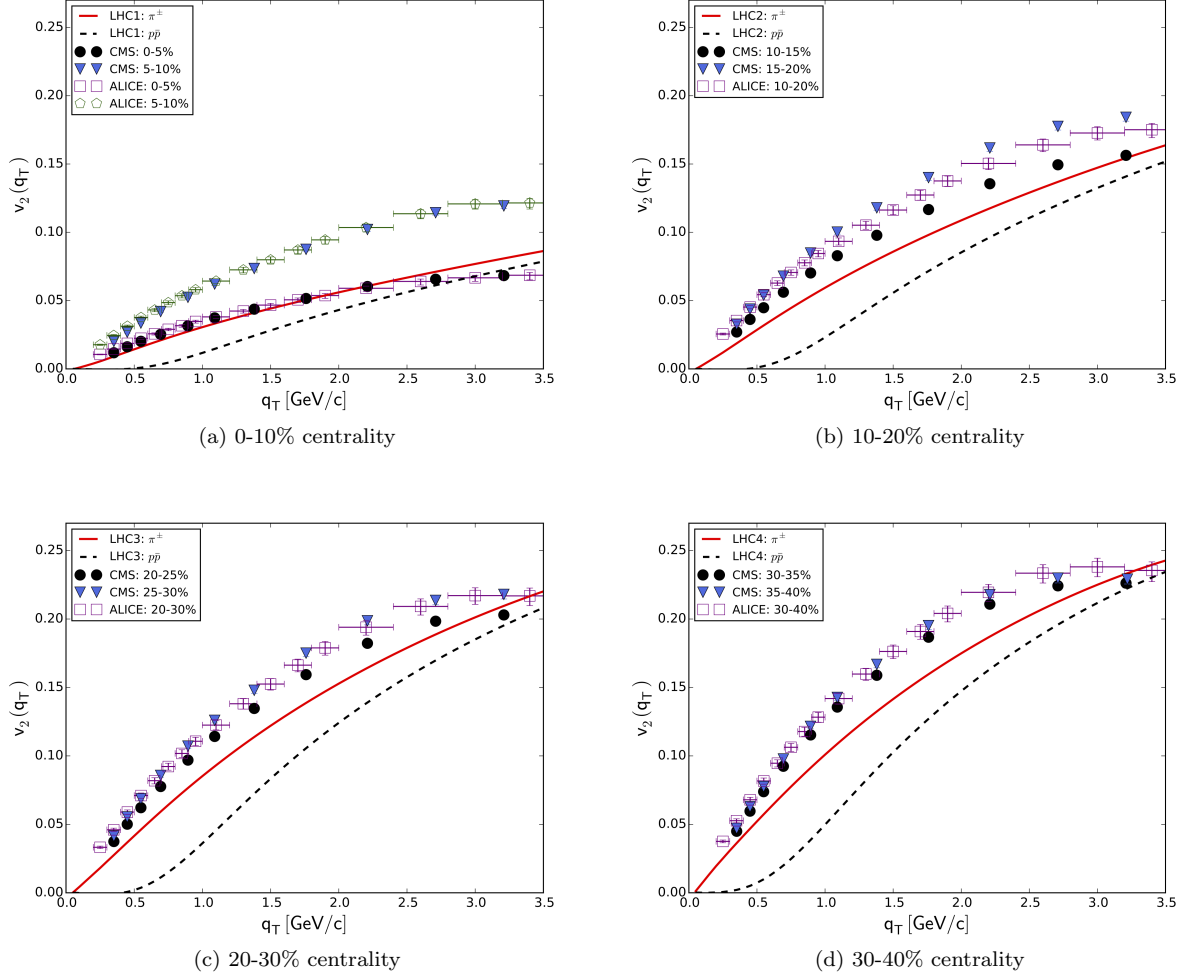 LHC1: π±
LHC1: pp̄
CMS: 0-5%
CMS: 5-10%
ALICE: 0-5%
ALICE: 5-10%
0.25
0.20
0.15
0.10
0.05
0.00
v₂(q_T)
0.0 0.5 1.0 1.5 2.0 2.5 3.0 3.5
q_T [GeV/c]
(a) 0-10% centrality
LHC2: π±
LHC2: pp̄
CMS: 10-15%
CMS: 15-20%
ALICE: 10-20%
0.25
0.20
0.15
0.10
0.05
0.00
v₂(q_T)
0.0 0.5 1.0 1.5 2.0 2.5 3.0 3.5
q_T [GeV/c]
(b) 10-20% centrality
LHC3: π±
LHC3: pp̄
CMS: 20-25%
CMS: 25-30%
ALICE: 20-30%
0.25
0.20
0.15
0.10
0.05
0.00
v₂(q_T)
0.0 0.5 1.0 1.5 2.0 2.5 3.0 3.5
q_T [GeV/c]
(c) 20-30% centrality
LHC4: π±
LHC4: pp̄
CMS: 30-35%
CMS: 35-40%
ALICE: 30-40%
0.25
0.20
0.15
0.10
0.05
0.00
v₂(q_T)
0.0 0.5 1.0 1.5 2.0 2.5 3.0 3.5
q_T [GeV/c]
(d) 30-40% centrality